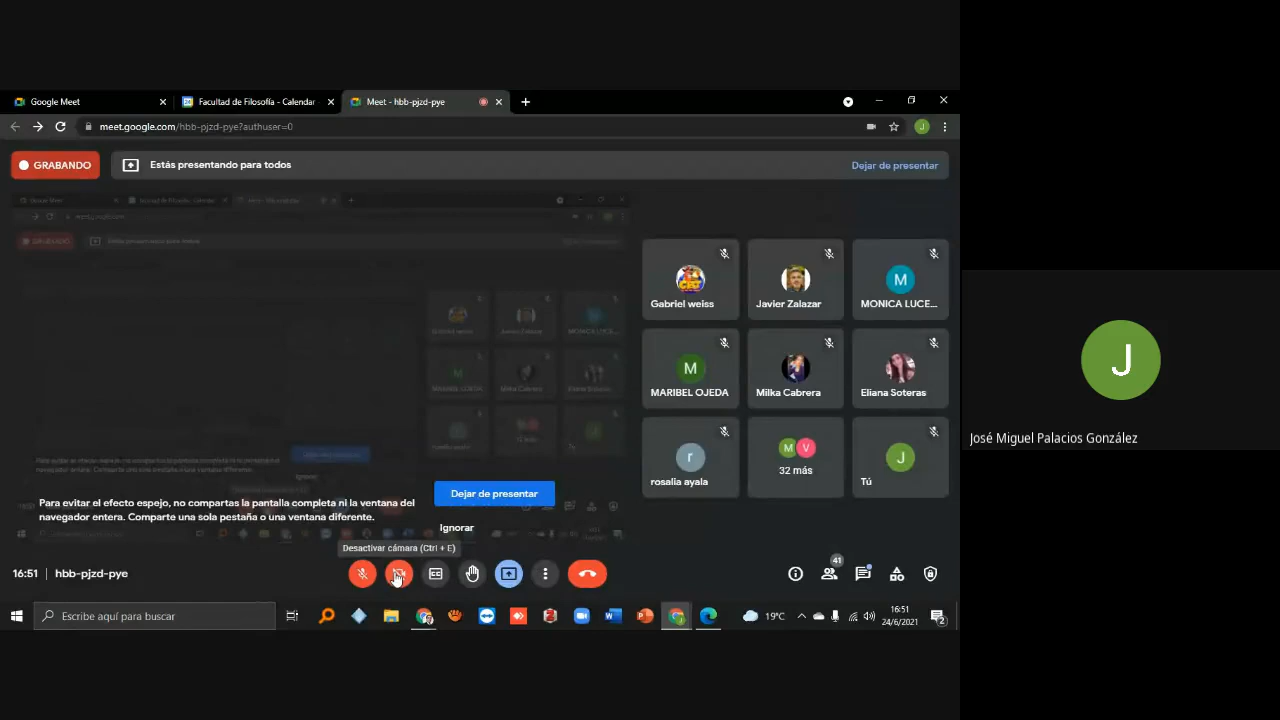 Google Meet
Facultad de Filosofía - Calendar
Meet - hbb-pjzd-pye
meet.google.com/hbb-pjzd-pye?authuser=0
J
GRABANDO
Estás presentando para todos
Dejar de presentar
Gabriel weiss
Javier Zalazar
M
MONICA LUCE...
M
MARIBEL OJEDA
Milka Cabrera
Eliana Soteras
r
rosalia ayala
M V
32 más
J
Tú
J
José Miguel Palacios González
Para evitar el efecto espejo, no compartas la pantalla completa ni la ventana del
navegador entera. Comparte una sola pestaña o una ventana diferente.
Dejar de presentar
Ignorar
Desactivar cámara (Ctrl + E)
16:51 | hbb-pjzd-pye
41
Escribe aquí para buscar
19°C
16:51
24/6/2021
2